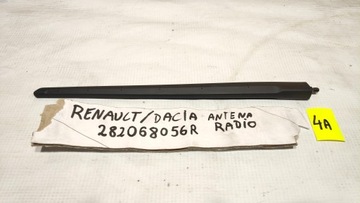 RENAULT/DACIA ANTENA
282068056R RADIO
4A